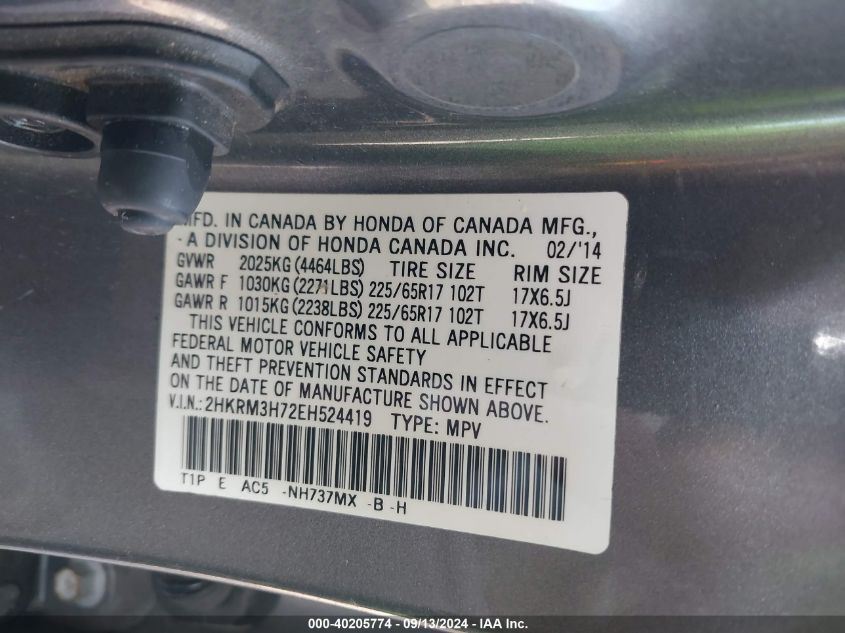 MFD. IN CANADA BY HONDA OF CANADA MFG.,
- A DIVISION OF HONDA CANADA INC. 02/'14
GVWR 2025KG (4464LBS) TIRE SIZE RIM SIZE
GAWR F 1030KG (2271LBS) 225/65R17 102T 17X6.5J
GAWR R 1015KG (2238LBS) 225/65R17 102T 17X6.5J
THIS VEHICLE CONFORMS TO ALL APPLICABLE
FEDERAL MOTOR VEHICLE SAFETY
AND THEFT PREVENTION STANDARDS IN EFFECT
ON THE DATE OF MANUFACTURE SHOWN ABOVE.
V.I.N.: 2HKRM3H72EH524419 TYPE: MPV
T1P E AC5 -NH737MX -B -H
000-40205774 - 09/13/2024 - IAA Inc.